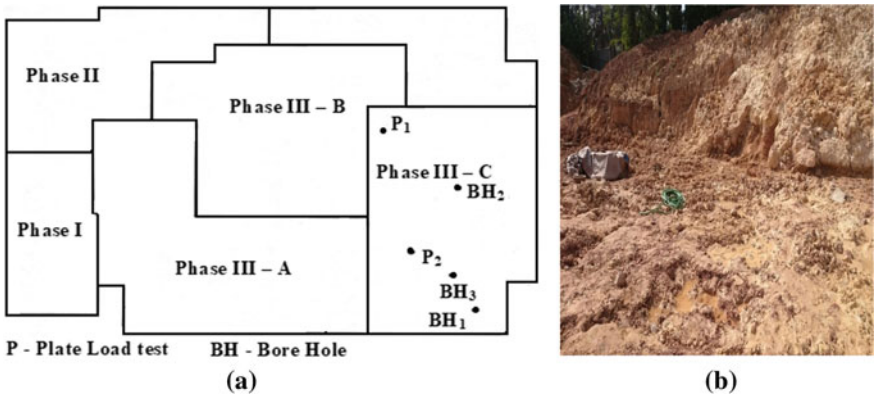 Phase II
Phase III – B
P1
Phase III – C
BH2
Phase I
P2
Phase III – A
BH3
BH1
P - Plate Load test
BH - Bore Hole
(a)
(b)